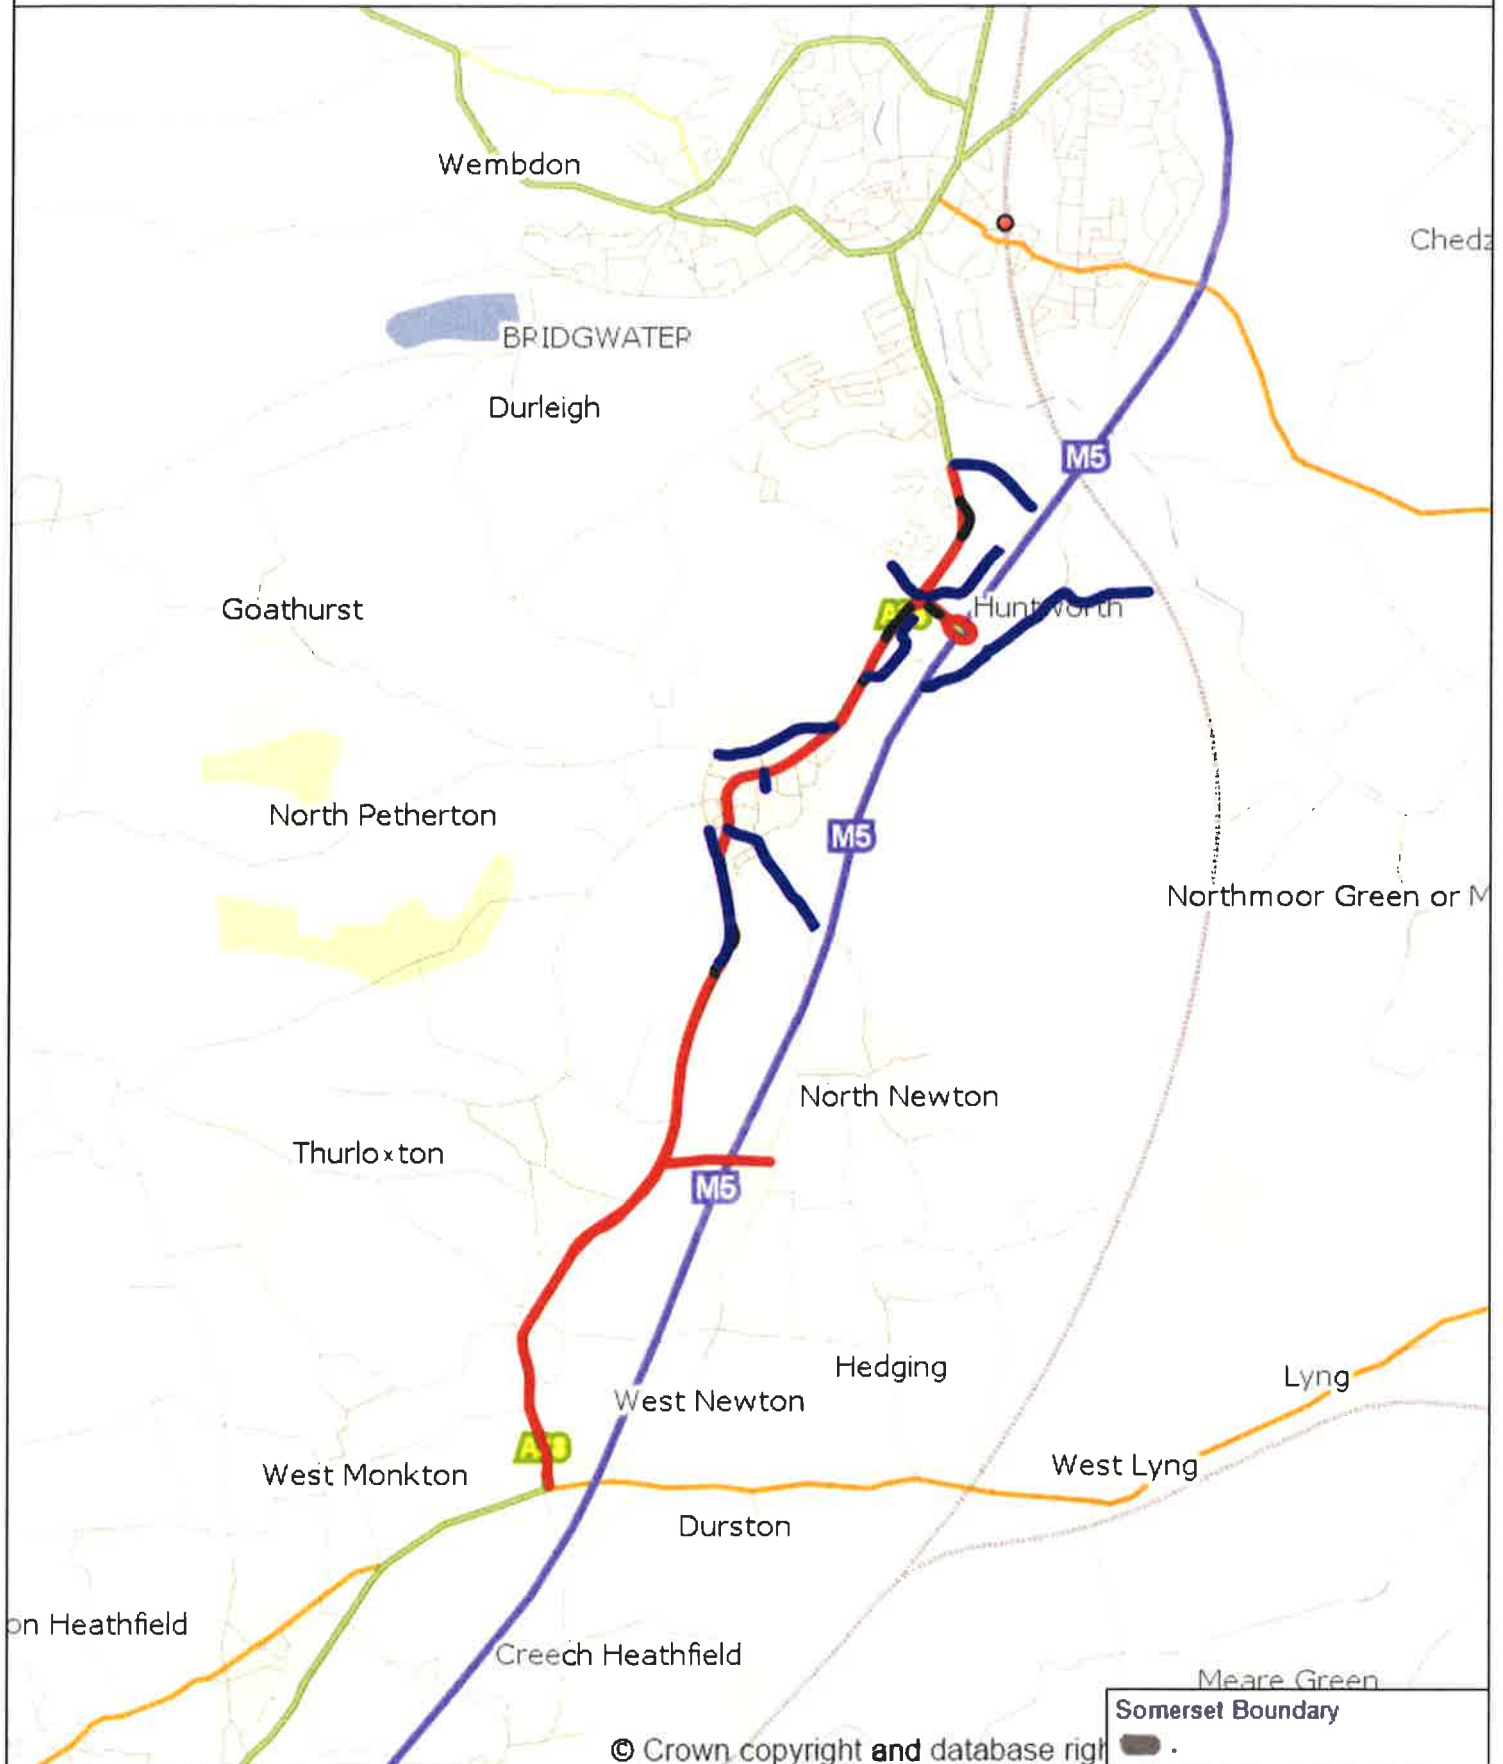 Wembdon
Chedz
BRIDGWATER
Durleigh
M5
Goathurst
Huntworth
North Petherton
M5
Northmoor Green or M
North Newton
Thurloxton
M5
Hedging
Lyng
West Newton
West Monkton
West Lyng
Durston
on Heathfield
Creech Heathfield
Meare Green
Somerset Boundary
© Crown copyright and database righ
.